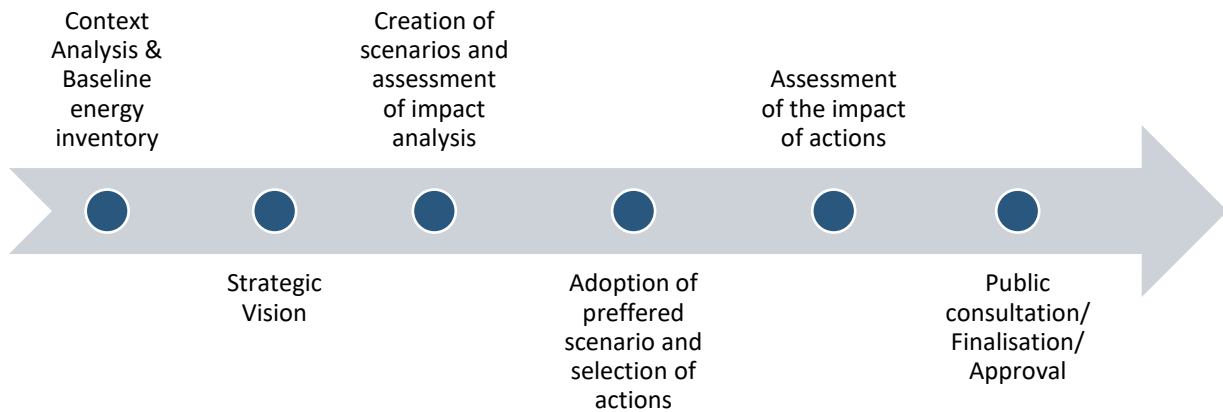 Context
Analysis &
Baseline
energy
inventory
Strategic
Vision
Creation of
scenarios and
assessment
of impact
analysis
Adoption of
preffered
scenario and
selection of
actions
Assessment
of the impact
of actions
Public
consultation/
Finalisation/
Approval